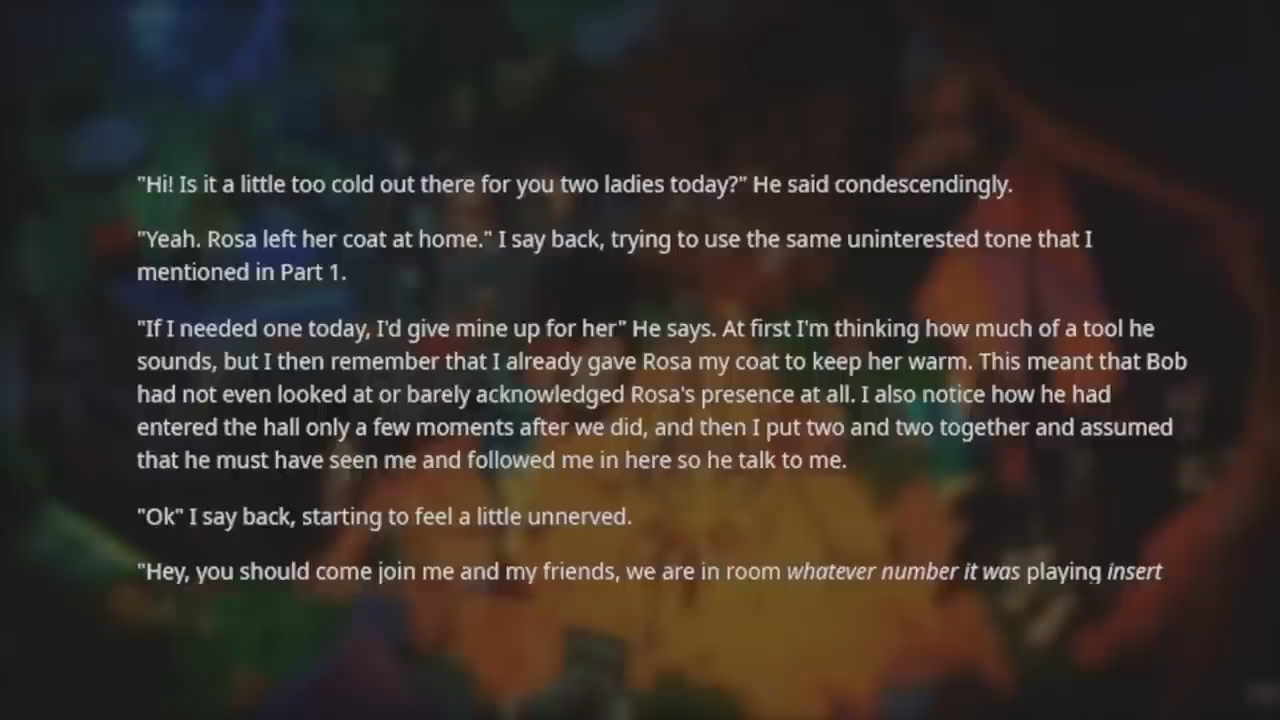 "Hi! Is it a little too cold out there for you two ladies today?" He said condescendingly.
"Yeah. Rosa left her coat at home." I say back, trying to use the same uninterested tone that I
mentioned in Part 1.
"If I needed one today, I'd give mine up for her" He says. At first I'm thinking how much of a tool he
sounds, but I then remember that I already gave Rosa my coat to keep her warm. This meant that Bob
had not even looked at or barely acknowledged Rosa's presence at all. I also notice how he had
entered the hall only a few moments after we did, and then I put two and two together and assumed
that he must have seen me and followed me in here so he talk to me.
"Ok" I say back, starting to feel a little unnerved.
"Hey, you should come join me and my friends, we are in room whatever number it was playing insert